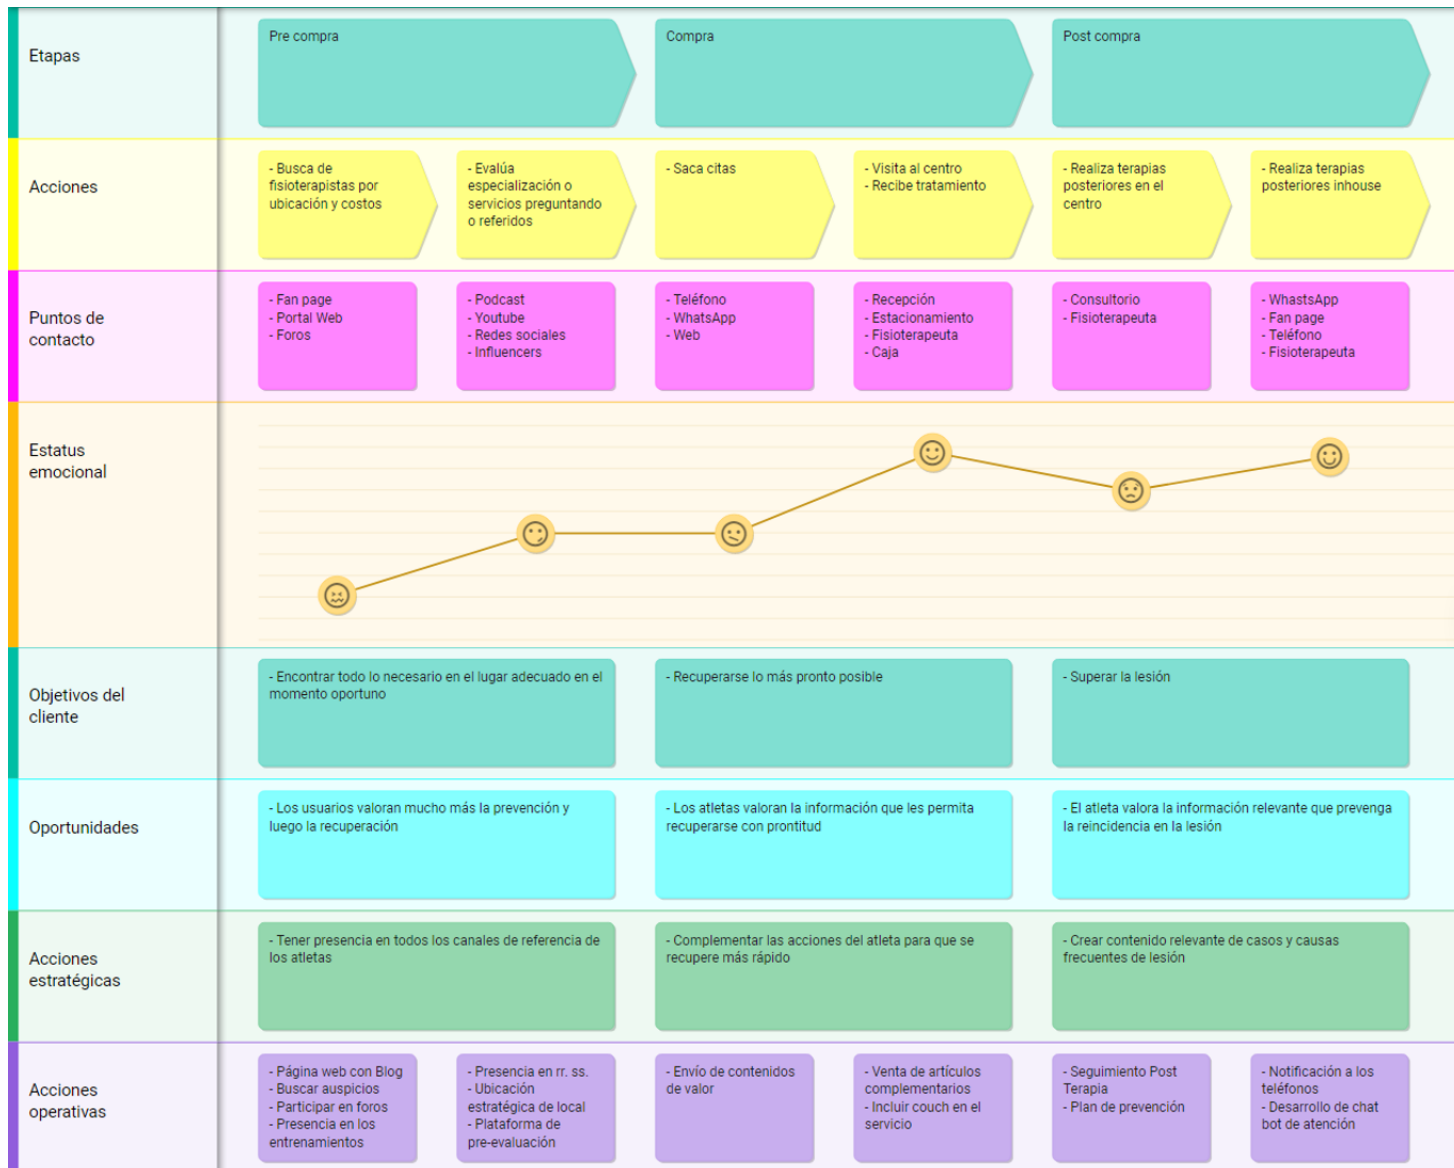 Etapas
Pre compra
Compra
Post compra
Acciones
- Busca de
fisioterapistas por
ubicación y costos
- Evalúa
especialización o
servicios preguntando
o referidos
- Saca citas
- Visita al centro
- Recibe tratamiento
- Realiza terapias
posteriores en el
centro
- Realiza terapias
posteriores inhouse
Puntos de
contacto
- Fan page
- Portal Web
- Foros
- Podcast
- Youtube
- Redes sociales
- Influencers
- Teléfono
- WhatsApp
- Web
- Recepción
- Estacionamiento
- Fisioterapeuta
- Caja
- Consultorio
- Fisioterapeuta
- WhastsApp
- Fan page
- Teléfono
- Fisioterapeuta
Estatus
emocional
Objetivos del
cliente
- Encontrar todo lo necesario en el lugar adecuado en el
momento oportuno
- Recuperarse lo más pronto posible
- Superar la lesión
Oportunidades
- Los usuarios valoran mucho más la prevención y
luego la recuperación
- Los atletas valoran la información que les permita
recuperarse con prontitud
- El atleta valora la información relevante que prevenga
la reincidencia en la lesión
Acciones
estratégicas
- Tener presencia en todos los canales de referencia de
los atletas
- Complementar las acciones del atleta para que se
recupere más rápido
- Crear contenido relevante de casos y causas
frecuentes de lesión
Acciones
operativas
- Página web con Blog
- Buscar auspicios
- Participar en foros
- Presencia en los
entrenamientos
- Presencia en rr. ss.
- Ubicación
estratégica de local
- Plataforma de
pre-evaluación
- Envío de contenidos
de valor
- Venta de artículos
complementarios
- Incluir couch en el
servicio
- Seguimiento Post
Terapia
- Plan de prevención
- Notificación a los
teléfonos
- Desarrollo de chat
bot de atención